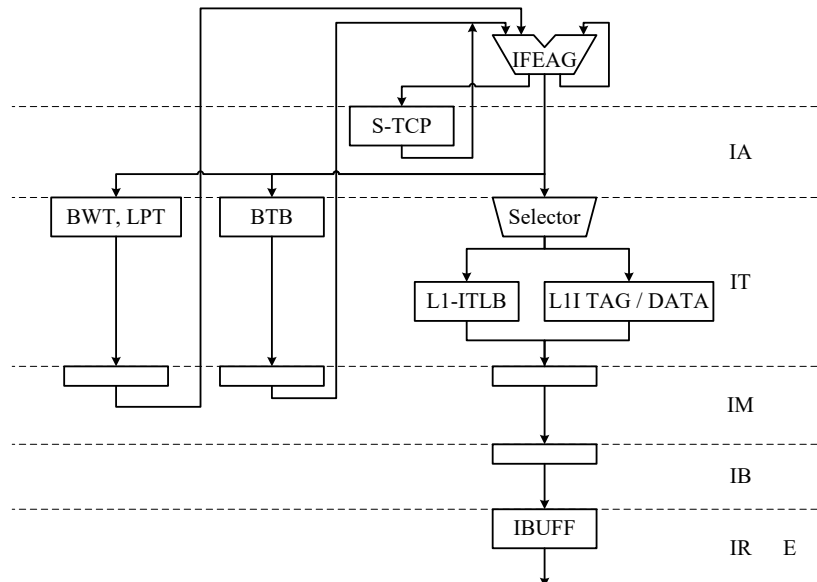 IFEAG
S-TCP
IA
BWT, LPT
BTB
Selector
L1-ITLB
L1I TAG / DATA
IT
IM
IB
IBUFF
IR E